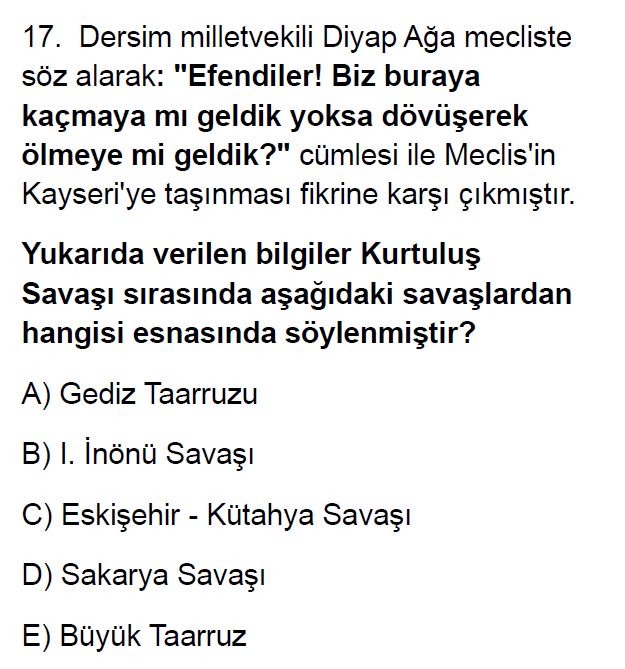 17.  Dersim milletvekili Diyap Ağa mecliste
söz alarak: "Efendiler! Biz buraya
kaçmaya mı geldik yoksa dövüşerek
ölmeye mi geldik?" cümlesi ile Meclis'in
Kayseri'ye taşınması fikrine karşı çıkmıştır.
Yukarıda verilen bilgiler Kurtuluş
Savaşı sırasında aşağıdaki savaşlardan
hangisi esnasında söylenmiştir?
A) Gediz Taarruzu
B) I. İnönü Savaşı
C) Eskişehir - Kütahya Savaşı
D) Sakarya Savaşı
E) Büyük Taarruz